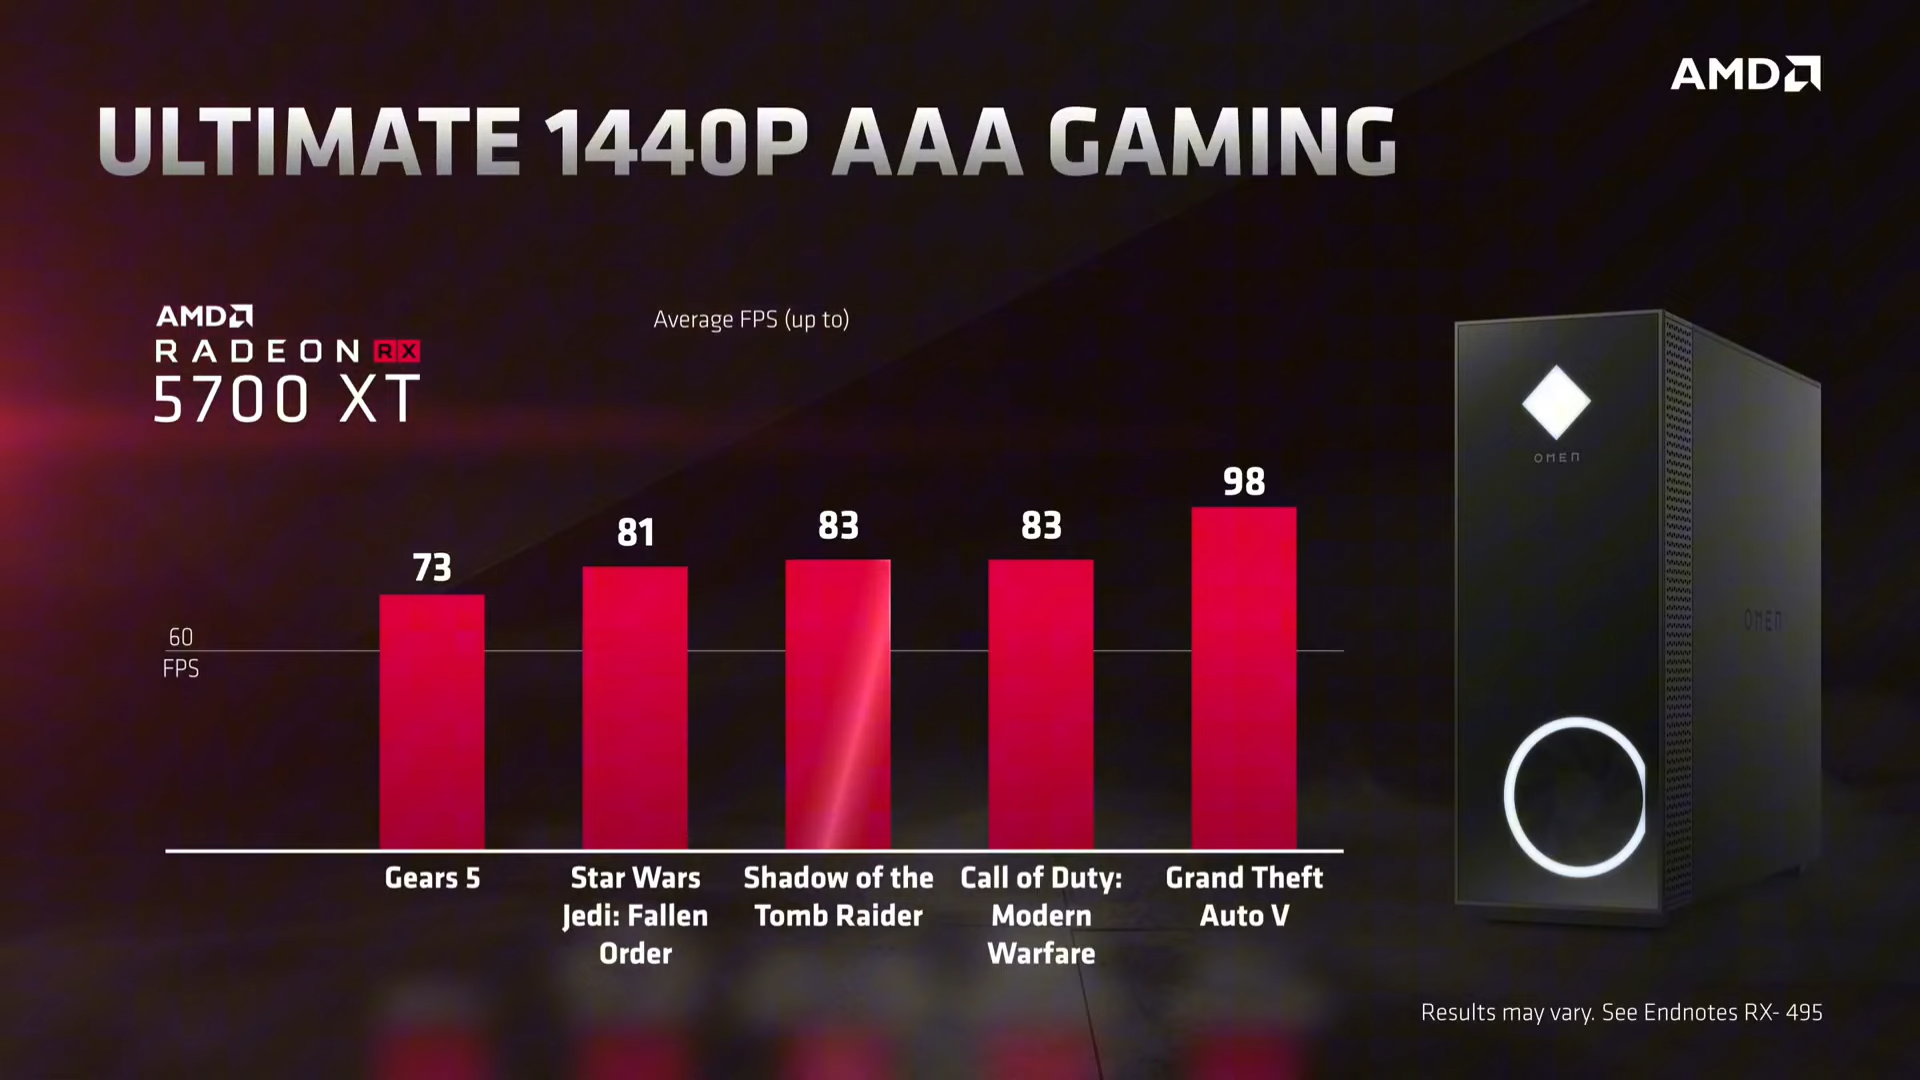 AMD
ULTIMATE 1440P AAA GAMING
AMD
RADEON RX
5700 XT
Average FPS (up to)
98
83
83
81
73
60
FPS
Gears 5
Star Wars
Jedi: Fallen
Order
Shadow of the
Tomb Raider
Call of Duty:
Modern
Warfare
Grand Theft
Auto V
OMEN
OMEN
Results may vary. See Endnotes RX- 495